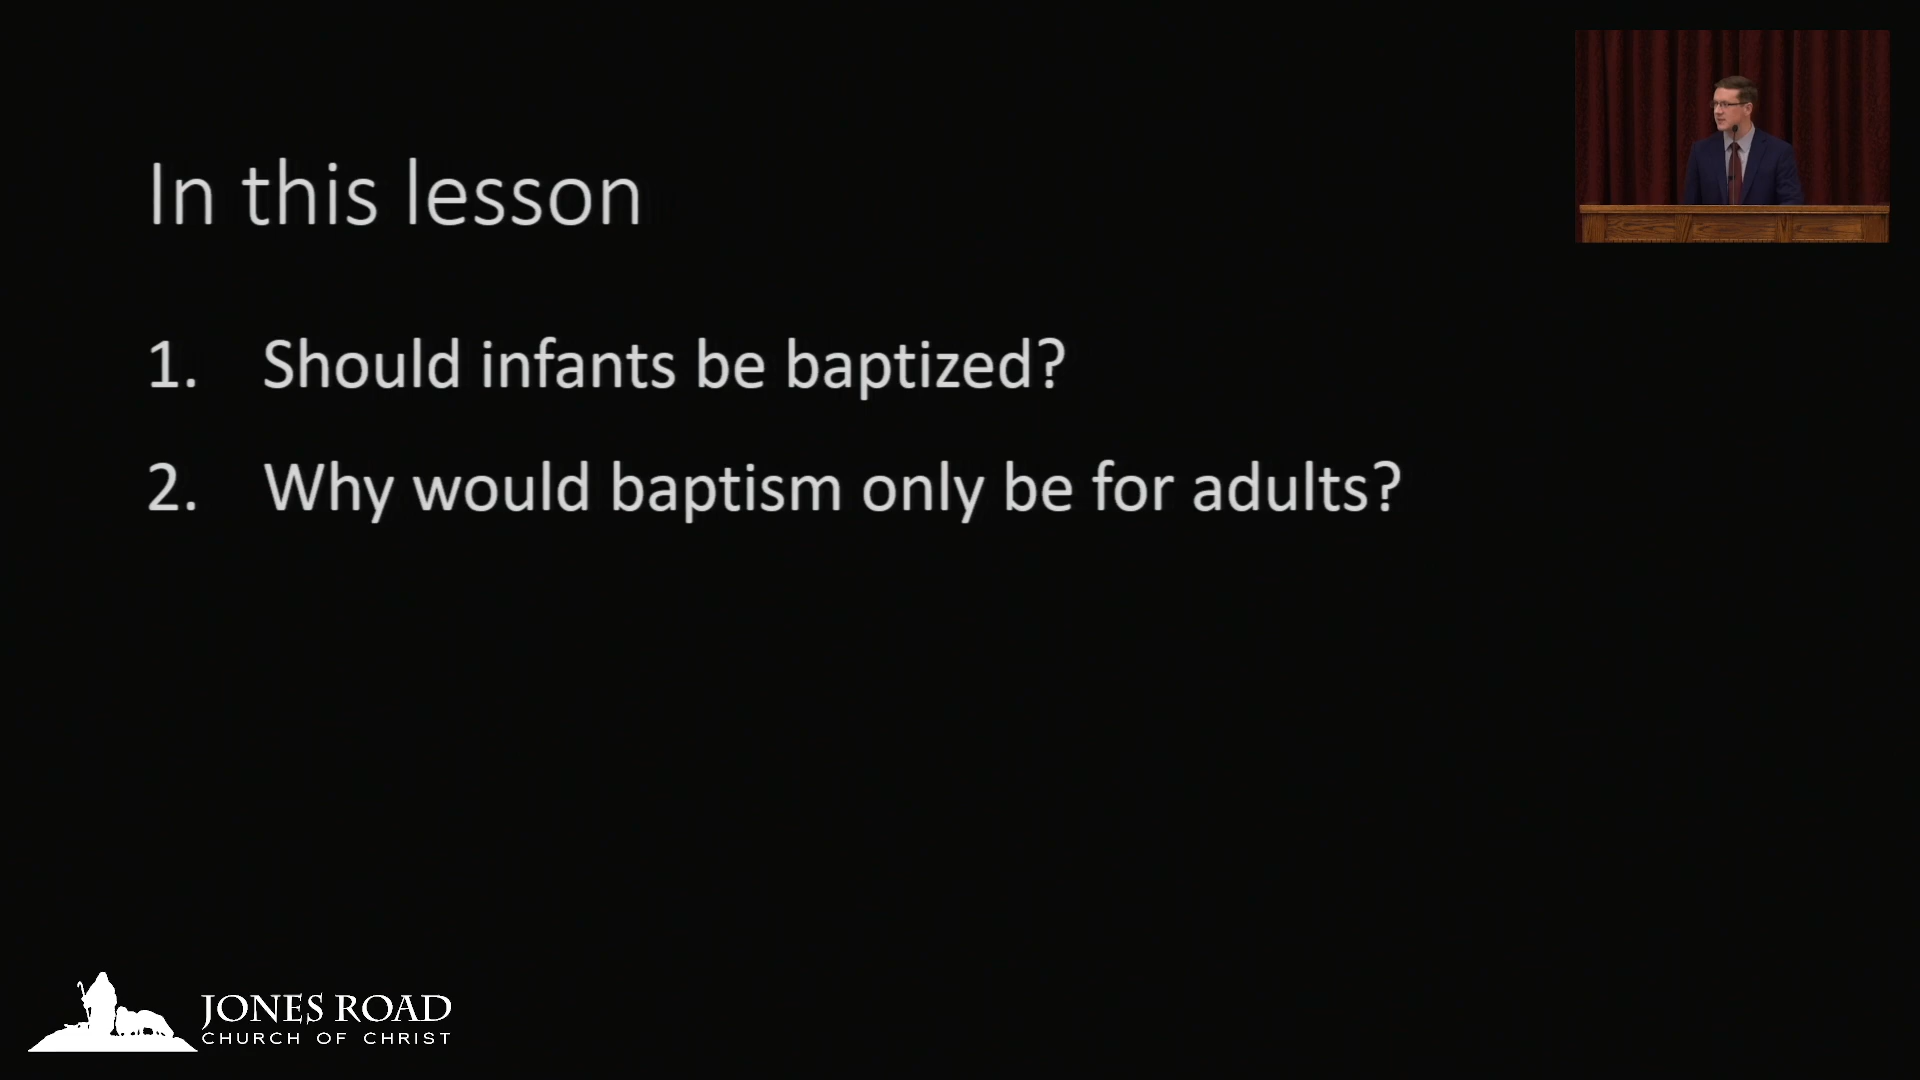 In this lesson
1. Should infants be baptized?
2. Why would baptism only be for adults?
JONES ROAD
CHURCH OF CHRIST